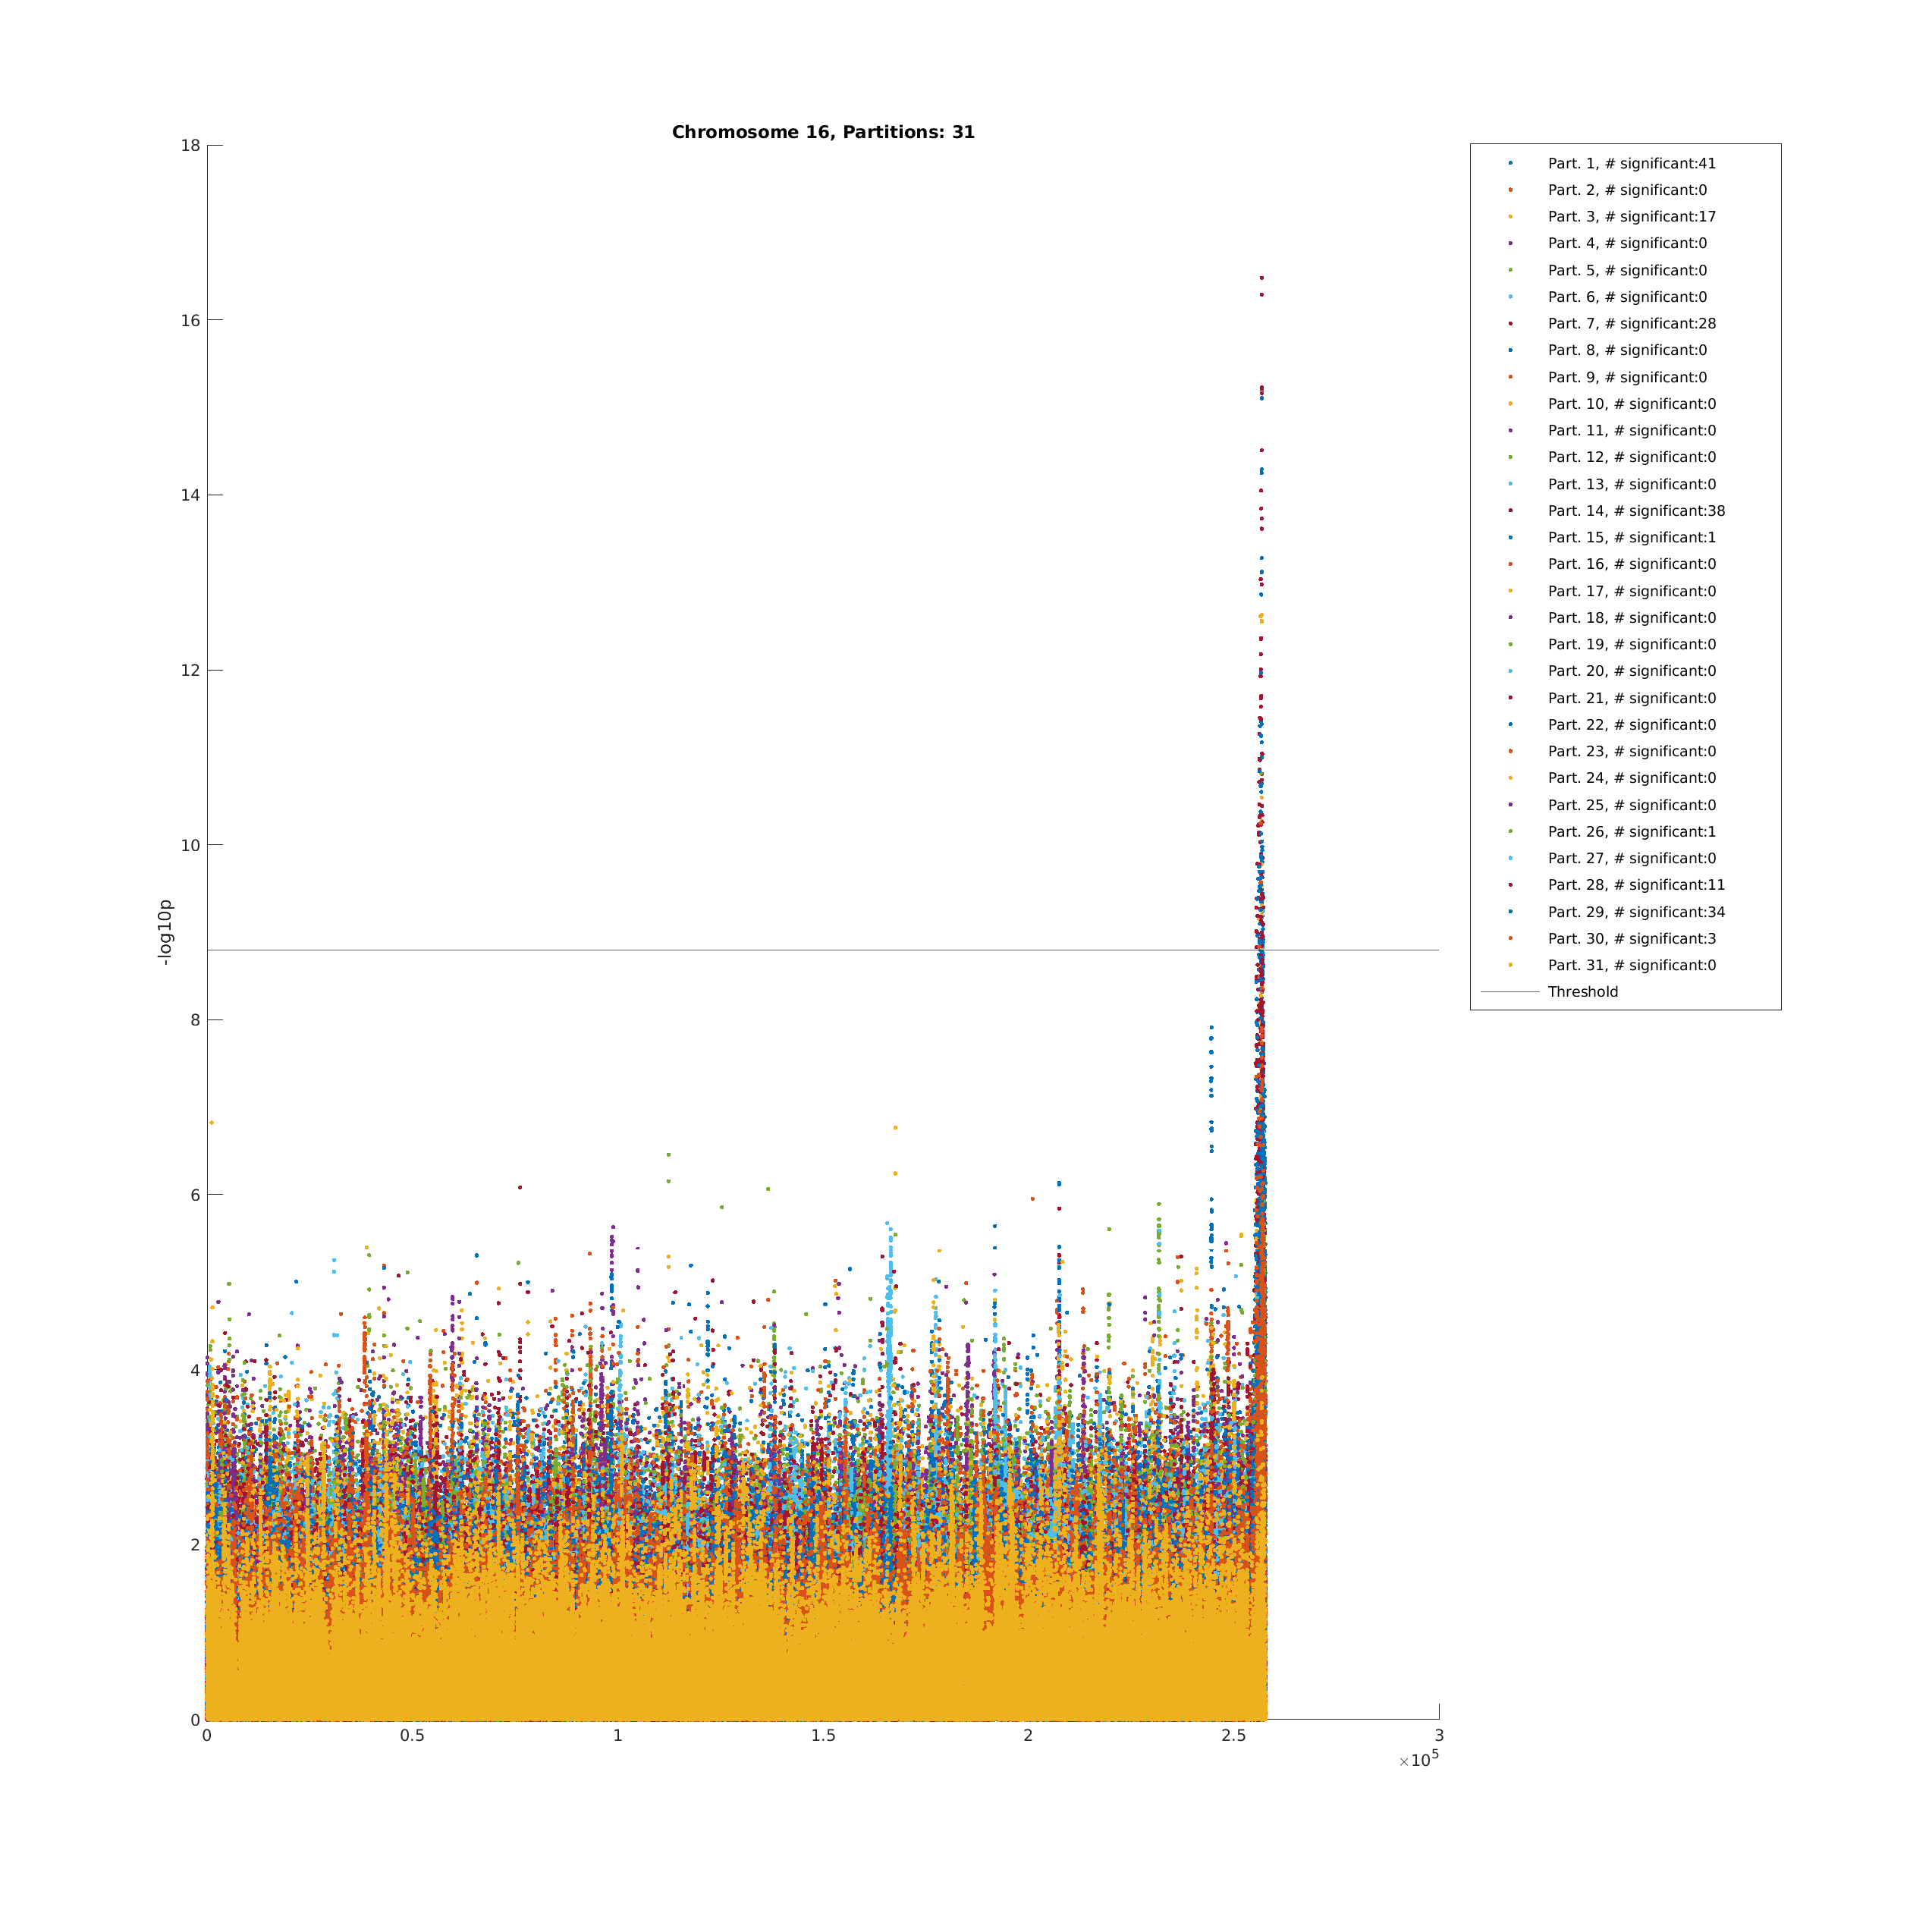 Chromosome 16, Partitions: 31
18
16
14
12
10
8
6
4
2
0
-log10p
0 0.5 1 1.5 2 2.5 3
×10^5
Part. 1, # significant:41
Part. 2, # significant:0
Part. 3, # significant:17
Part. 4, # significant:0
Part. 5, # significant:0
Part. 6, # significant:0
Part. 7, # significant:28
Part. 8, # significant:0
Part. 9, # significant:0
Part. 10, # significant:0
Part. 11, # significant:0
Part. 12, # significant:0
Part. 13, # significant:0
Part. 14, # significant:38
Part. 15, # significant:1
Part. 16, # significant:0
Part. 17, # significant:0
Part. 18, # significant:0
Part. 19, # significant:0
Part. 20, # significant:0
Part. 21, # significant:0
Part. 22, # significant:0
Part. 23, # significant:0
Part. 24, # significant:0
Part. 25, # significant:0
Part. 26, # significant:1
Part. 27, # significant:0
Part. 28, # significant:11
Part. 29, # significant:34
Part. 30, # significant:3
Part. 31, # significant:0
Threshold